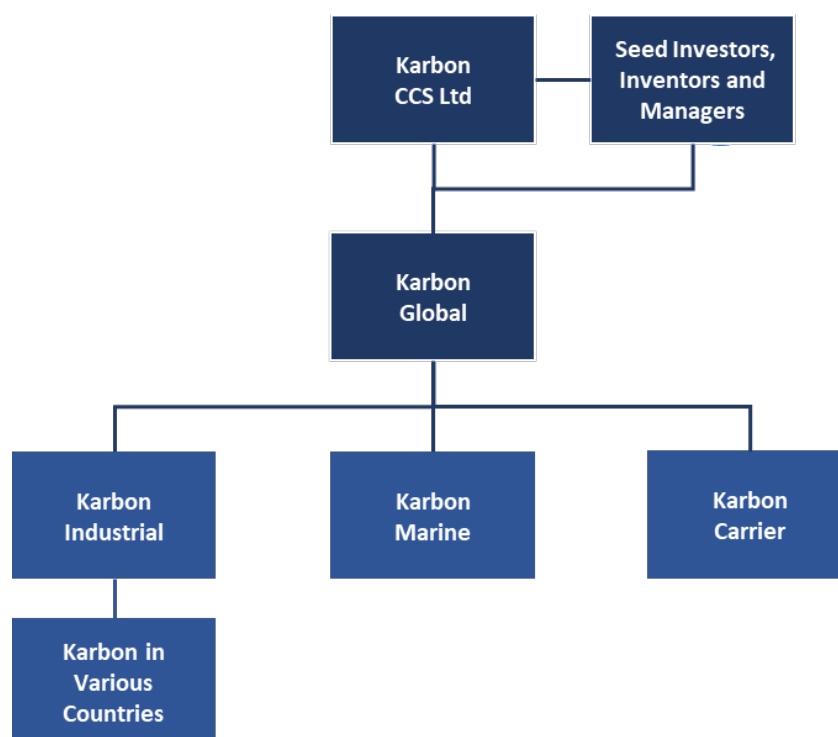 Karbon
CCS Ltd
Seed Investors,
Inventors and
Managers
Karbon
Global
Karbon
Industrial
Karbon
Marine
Karbon
Carrier
Karbon in
Various
Countries